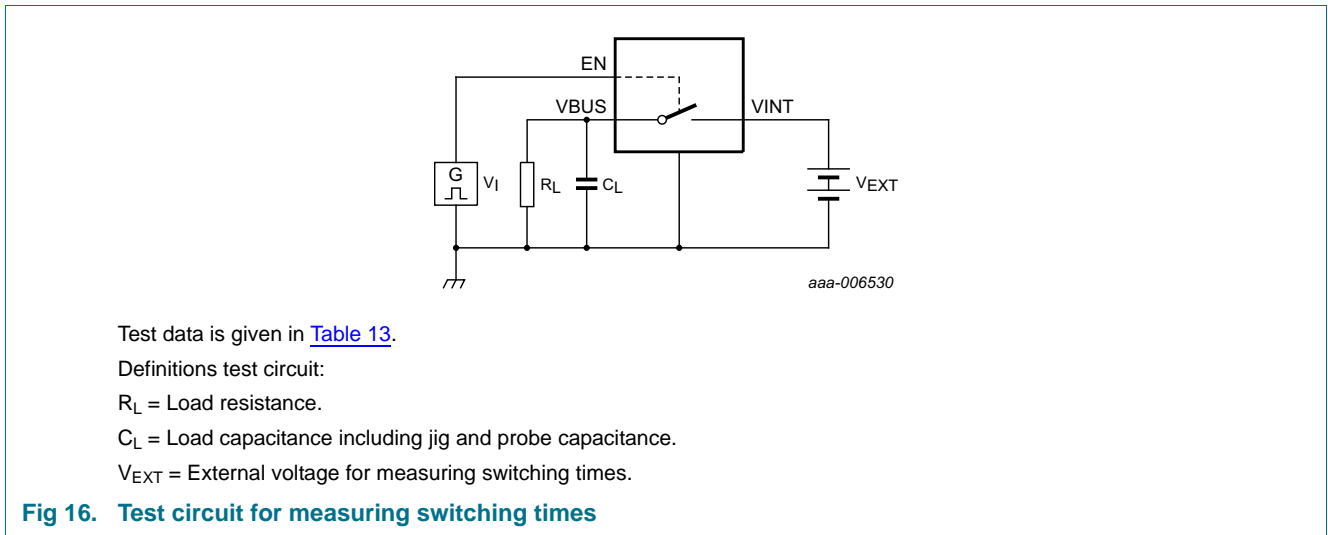 EN
VBUS
VINT
G
VI
RL
CL
VEXT
aaa-006530
Test data is given in Table 13.
Definitions test circuit:
RL = Load resistance.
CL = Load capacitance including jig and probe capacitance.
VEXT = External voltage for measuring switching times.
Fig 16. Test circuit for measuring switching times